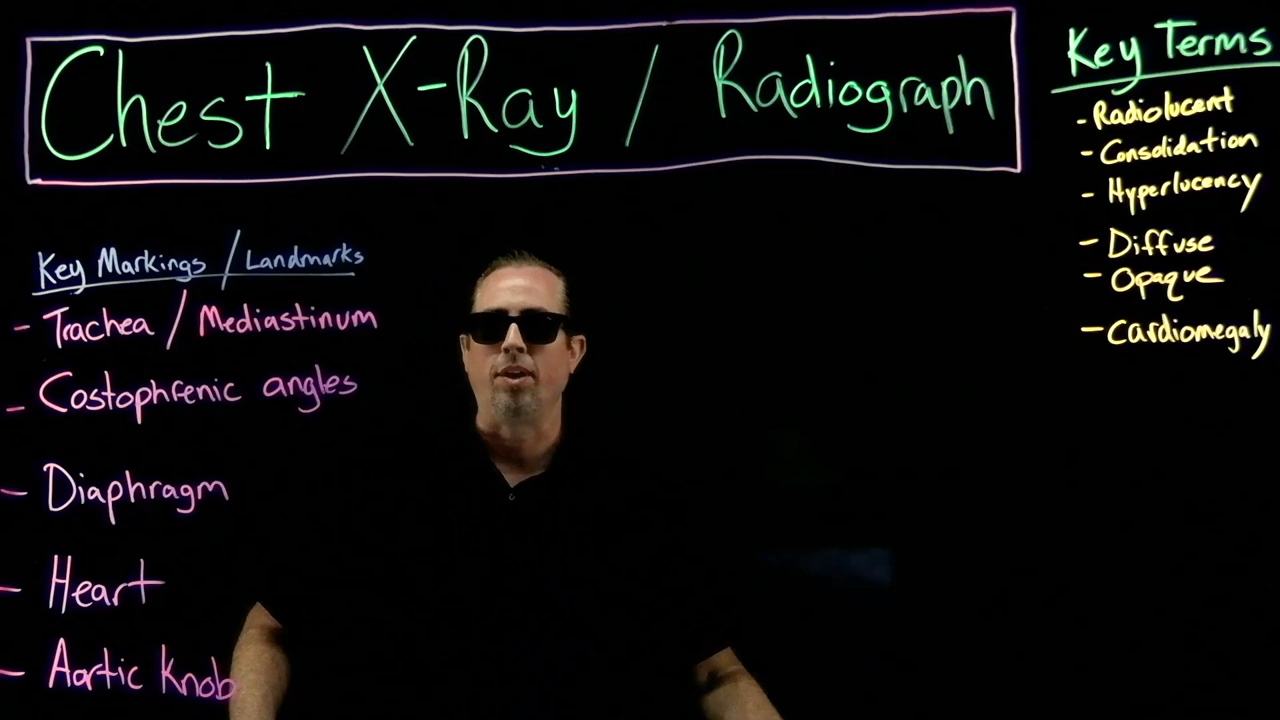 Chest X-Ray / Radiograph
Key Markings / Landmarks
- Trachea / Mediastinum
- Costophrenic angles
- Diaphragm
- Heart
- Aortic Knob
Key Terms
- Radiolucent
- Consolidation
- Hyperlucency
- Diffuse
- Opaque
- Cardiomegaly